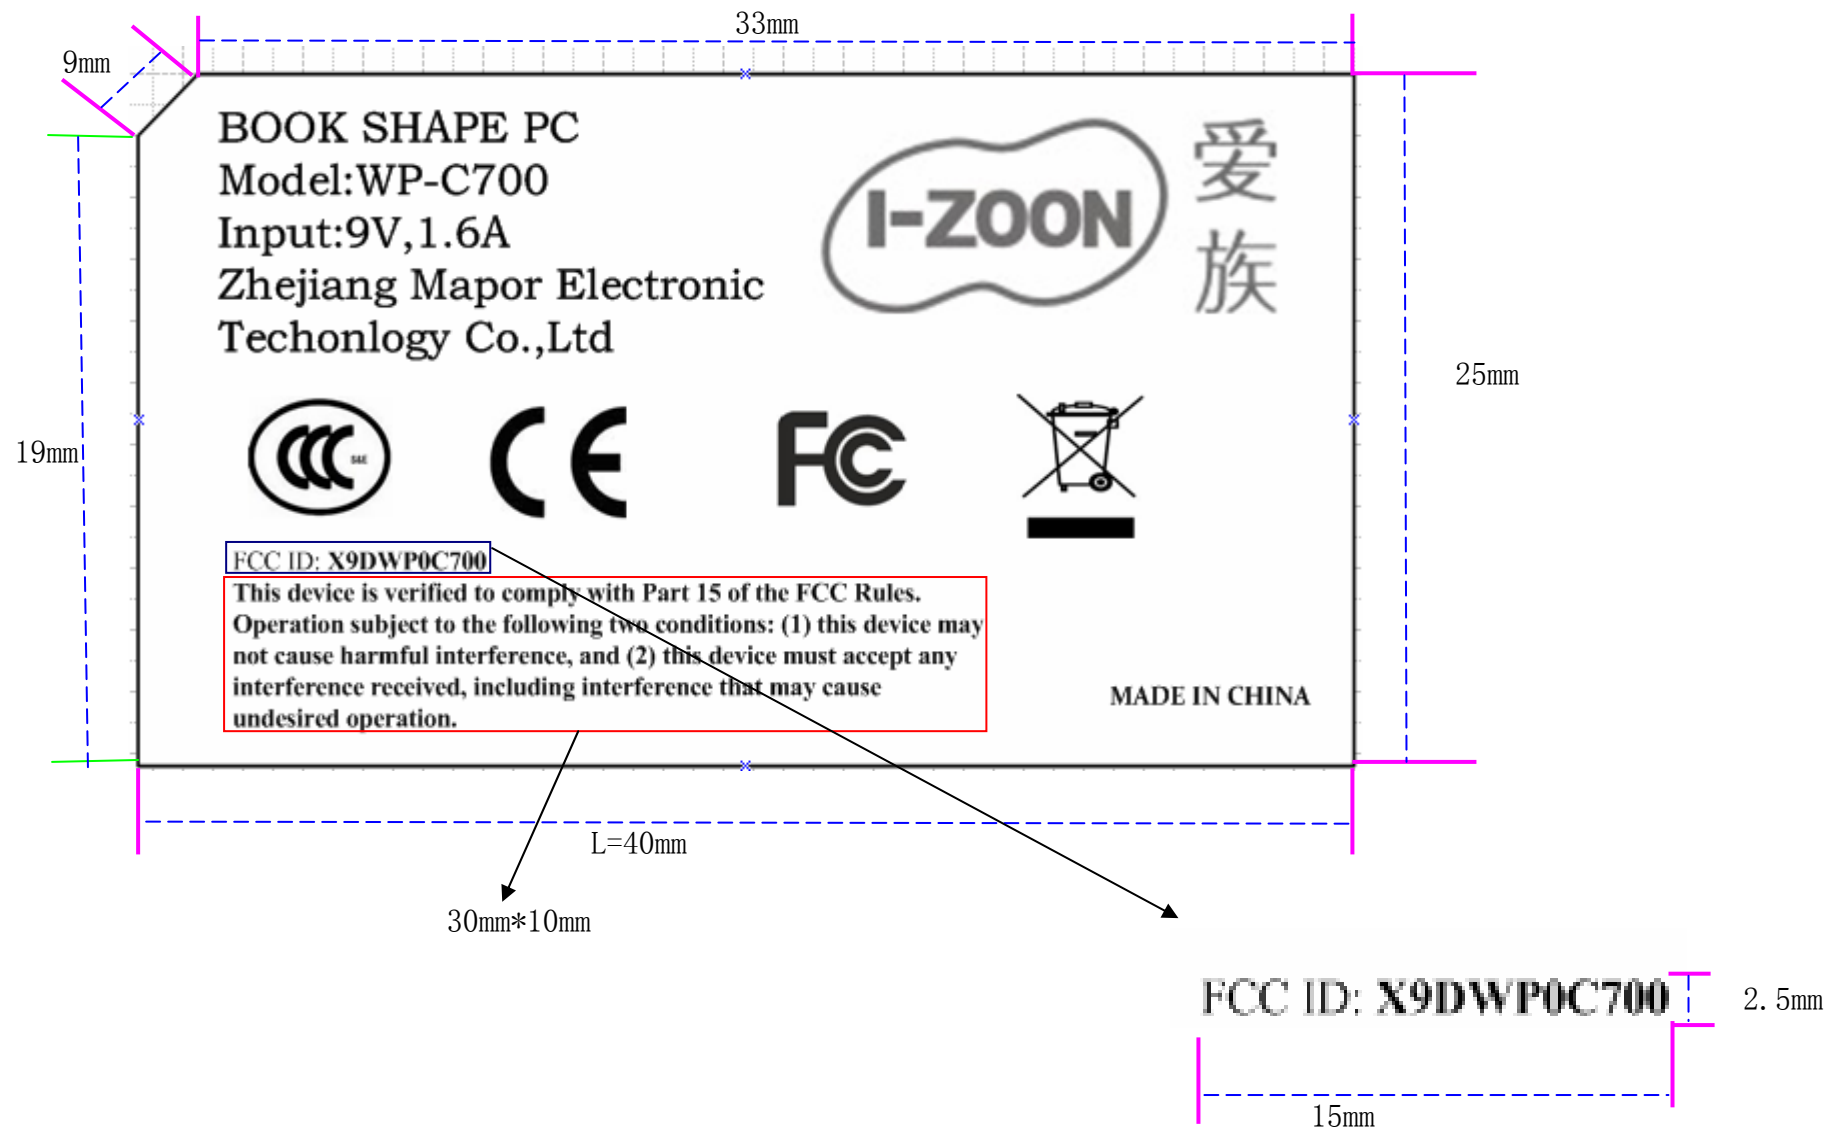 33mm
9mm
BOOK SHAPE PC
Model:WP-C700
Input:9V,1.6A
Zhejiang Mapor Electronic
Techonlogy Co.,Ltd
I-ZOON
爱
族
25mm
19mm
CCC S&E
CE
FC
FCC ID: X9DWP0C700
This device is verified to comply with Part 15 of the FCC Rules.
Operation subject to the following two conditions: (1) this device may
not cause harmful interference, and (2) this device must accept any
interference received, including interference that may cause
undesired operation.
MADE IN CHINA
L=40mm
30mm*10mm
FCC ID: X9DWP0C700
2.5mm
15mm